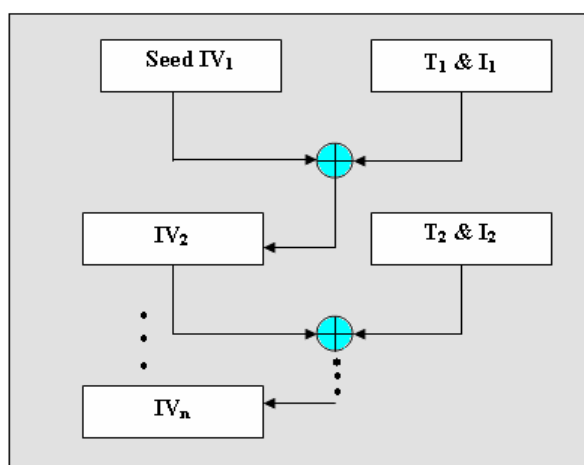 Seed IV₁
T₁ & I₁
IV₂
T₂ & I₂
IVₙ